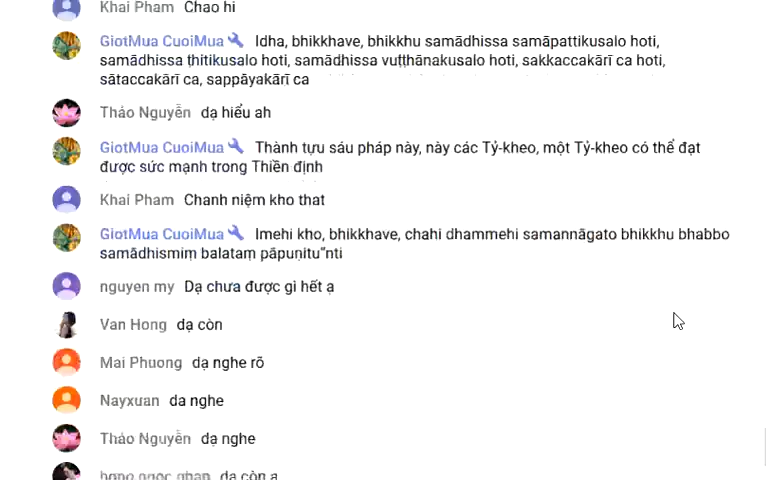 Khai Pham Chao hi
GiotMua CuoiMua Idha, bhikkhave, bhikkhu samādhissa samāpattikusalo hoti,
samādhissa ṭhitikusalo hoti, samādhissa vuṭṭhānakusalo hoti, sakkaccakārī ca hoti,
sātaccakārī ca, sappāyakārī ca
Thảo Nguyễn dạ hiểu ah
GiotMua CuoiMua Thành tựu sáu pháp này, này các Tỷ-kheo, một Tỷ-kheo có thể đạt
được sức mạnh trong Thiền định
Khai Pham Chanh niệm kho that
GiotMua CuoiMua Imehi kho, bhikkhave, chahi dhammehi samannāgato bhikkhu bhabbo
samādhismiṃ balataṃ pāpuṇitu”nti
nguyen my Dạ chưa được gì hết ạ
Van Hong dạ còn
Mai Phuong dạ nghe rõ
Nayxuan da nghe
Thảo Nguyễn dạ nghe
dạ còn ạ